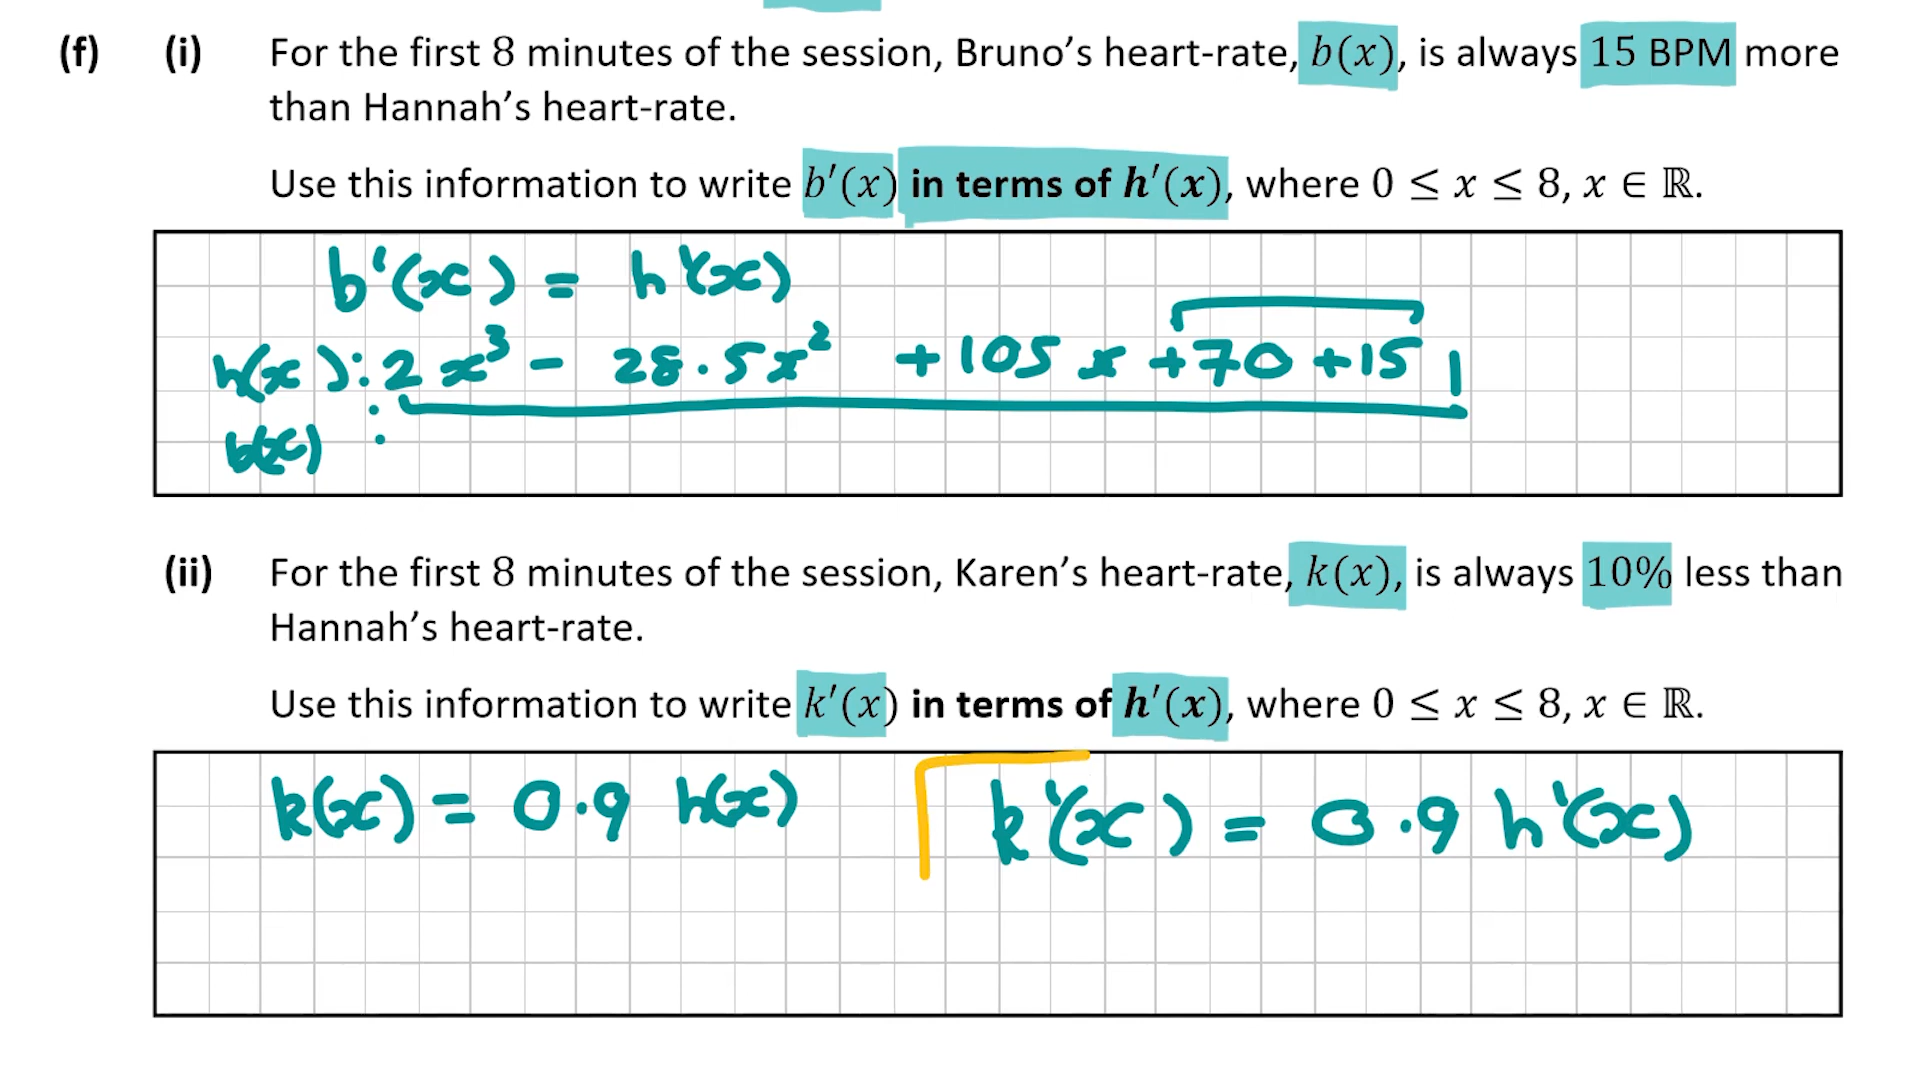 (f) (i) For the first 8 minutes of the session, Bruno’s heart-rate, b(x), is always 15 BPM more
than Hannah’s heart-rate.
Use this information to write b′(x) in terms of h′(x), where 0 ≤ x ≤ 8, x ∈ ℝ.
b'(x) = h'(x)
h(x): 2x³ - 28.5x² + 105x + 70 + 15
b(x) :
(ii) For the first 8 minutes of the session, Karen’s heart-rate, k(x), is always 10% less than
Hannah’s heart-rate.
Use this information to write k′(x) in terms of h′(x), where 0 ≤ x ≤ 8, x ∈ ℝ.
k(x) = 0.9 h(x) k'(x) = 0.9 h'(x)